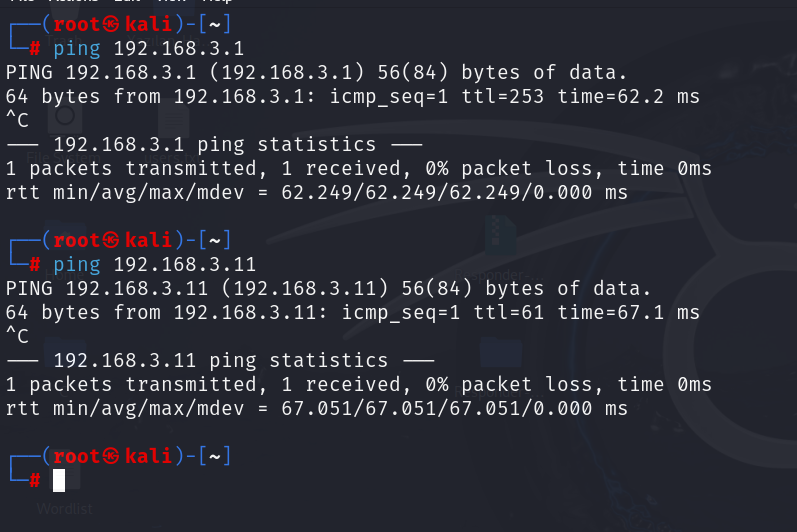 ┌──(root㉿kali)-[~]
└─# ping 192.168.3.1
PING 192.168.3.1 (192.168.3.1) 56(84) bytes of data.
64 bytes from 192.168.3.1: icmp_seq=1 ttl=253 time=62.2 ms
^C
--- 192.168.3.1 ping statistics ---
1 packets transmitted, 1 received, 0% packet loss, time 0ms
rtt min/avg/max/mdev = 62.249/62.249/62.249/0.000 ms
┌──(root㉿kali)-[~]
└─# ping 192.168.3.11
PING 192.168.3.11 (192.168.3.11) 56(84) bytes of data.
64 bytes from 192.168.3.11: icmp_seq=1 ttl=61 time=67.1 ms
^C
--- 192.168.3.11 ping statistics ---
1 packets transmitted, 1 received, 0% packet loss, time 0ms
rtt min/avg/max/mdev = 67.051/67.051/67.051/0.000 ms
┌──(root㉿kali)-[~]
└─#
Wordlist